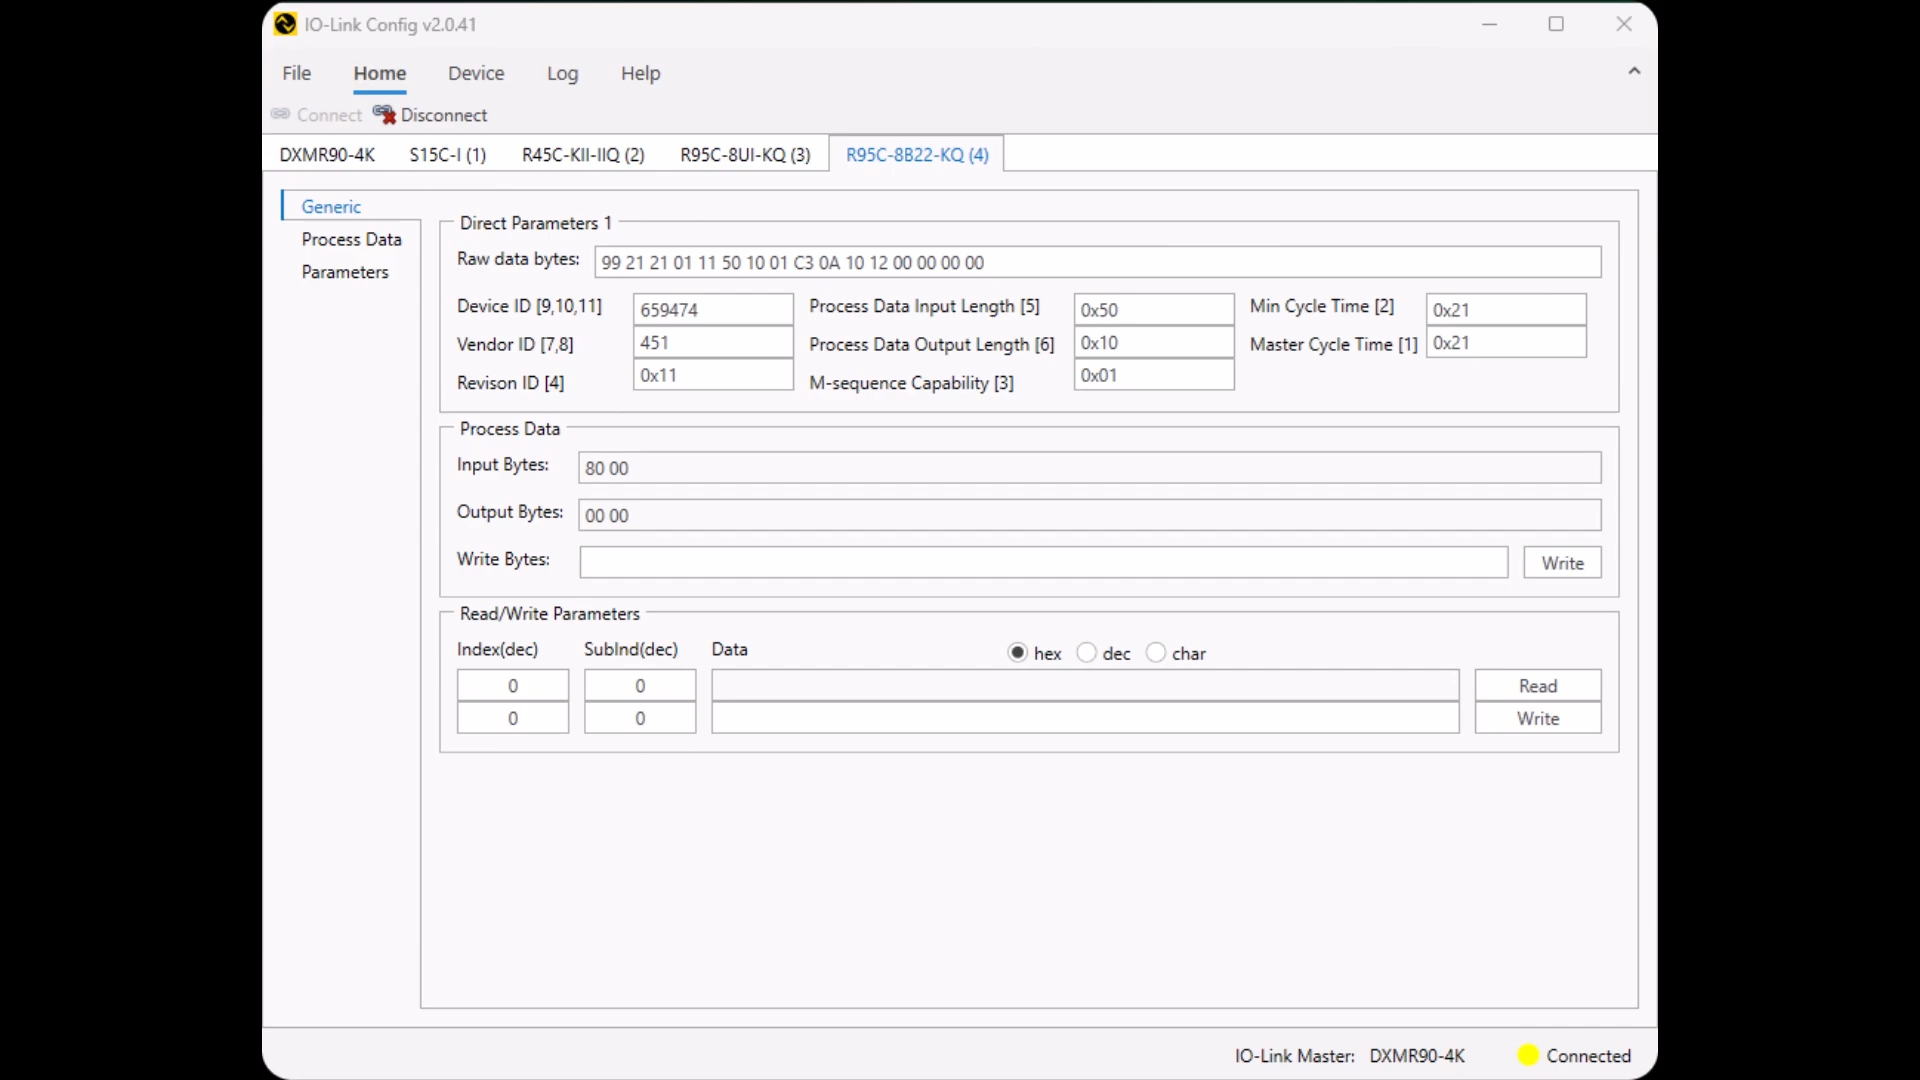 IO-Link Config v2.0.41
File Home Device Log Help
Connect Disconnect
DXMR90-4K S15C-I (1) R45C-KII-IIQ (2) R95C-8UI-KQ (3) R95C-8B22-KQ (4)
Generic
Process Data
Parameters
Direct Parameters 1
Raw data bytes: 99 21 21 01 11 50 10 01 C3 0A 10 12 00 00 00 00
Device ID [9,10,11] 659474 Process Data Input Length [5] 0x50 Min Cycle Time [2] 0x21
Vendor ID [7,8] 451 Process Data Output Length [6] 0x10 Master Cycle Time [1] 0x21
Revison ID [4] 0x11 M-sequence Capability [3] 0x01
Process Data
Input Bytes: 80 00
Output Bytes: 00 00
Write Bytes: Write
Read/Write Parameters
Index(dec) SubInd(dec) Data hex dec char
0 0 Read
0 0 Write
IO-Link Master: DXMR90-4K Connected